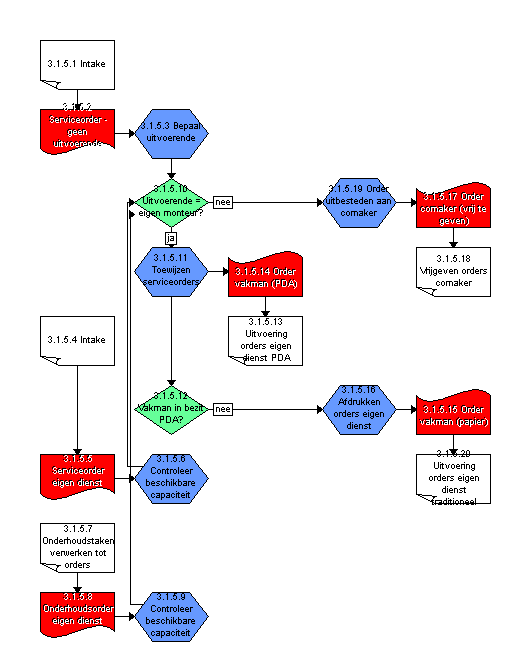 3.1.5.1 Intake
3.1.5.2
Serviceorder -
geen
uitvoerende
3.1.5.3 Bepaal
uitvoerende
3.1.5.10
Uitvoerende =
eigen monteur?
nee
3.1.5.19 Order
uitbesteden aan
comaker
3.1.5.17 Order
comaker (vrij te
geven)
ja
3.1.5.11
Toewijzen
serviceorders
3.1.5.14 Order
vakman (PDA)
3.1.5.18
Vrijgeven orders
comaker
3.1.5.4 Intake
3.1.5.13
Uitvoering
orders eigen
dienst PDA
3.1.5.12
Vakman in bezit
PDA?
nee
3.1.5.16
Afdrukken
orders eigen
dienst
3.1.5.15 Order
vakman (papier)
3.1.5.5
Serviceorder
eigen dienst
3.1.5.6
Controleer
beschikbare
capaciteit
3.1.5.20
Uitvoering
orders eigen
dienst
traditioneel
3.1.5.7
Onderhoudstaken
verwerken tot
orders
3.1.5.8
Onderhoudsorder
eigen dienst
3.1.5.9
Controleer
beschikbare
capaciteit